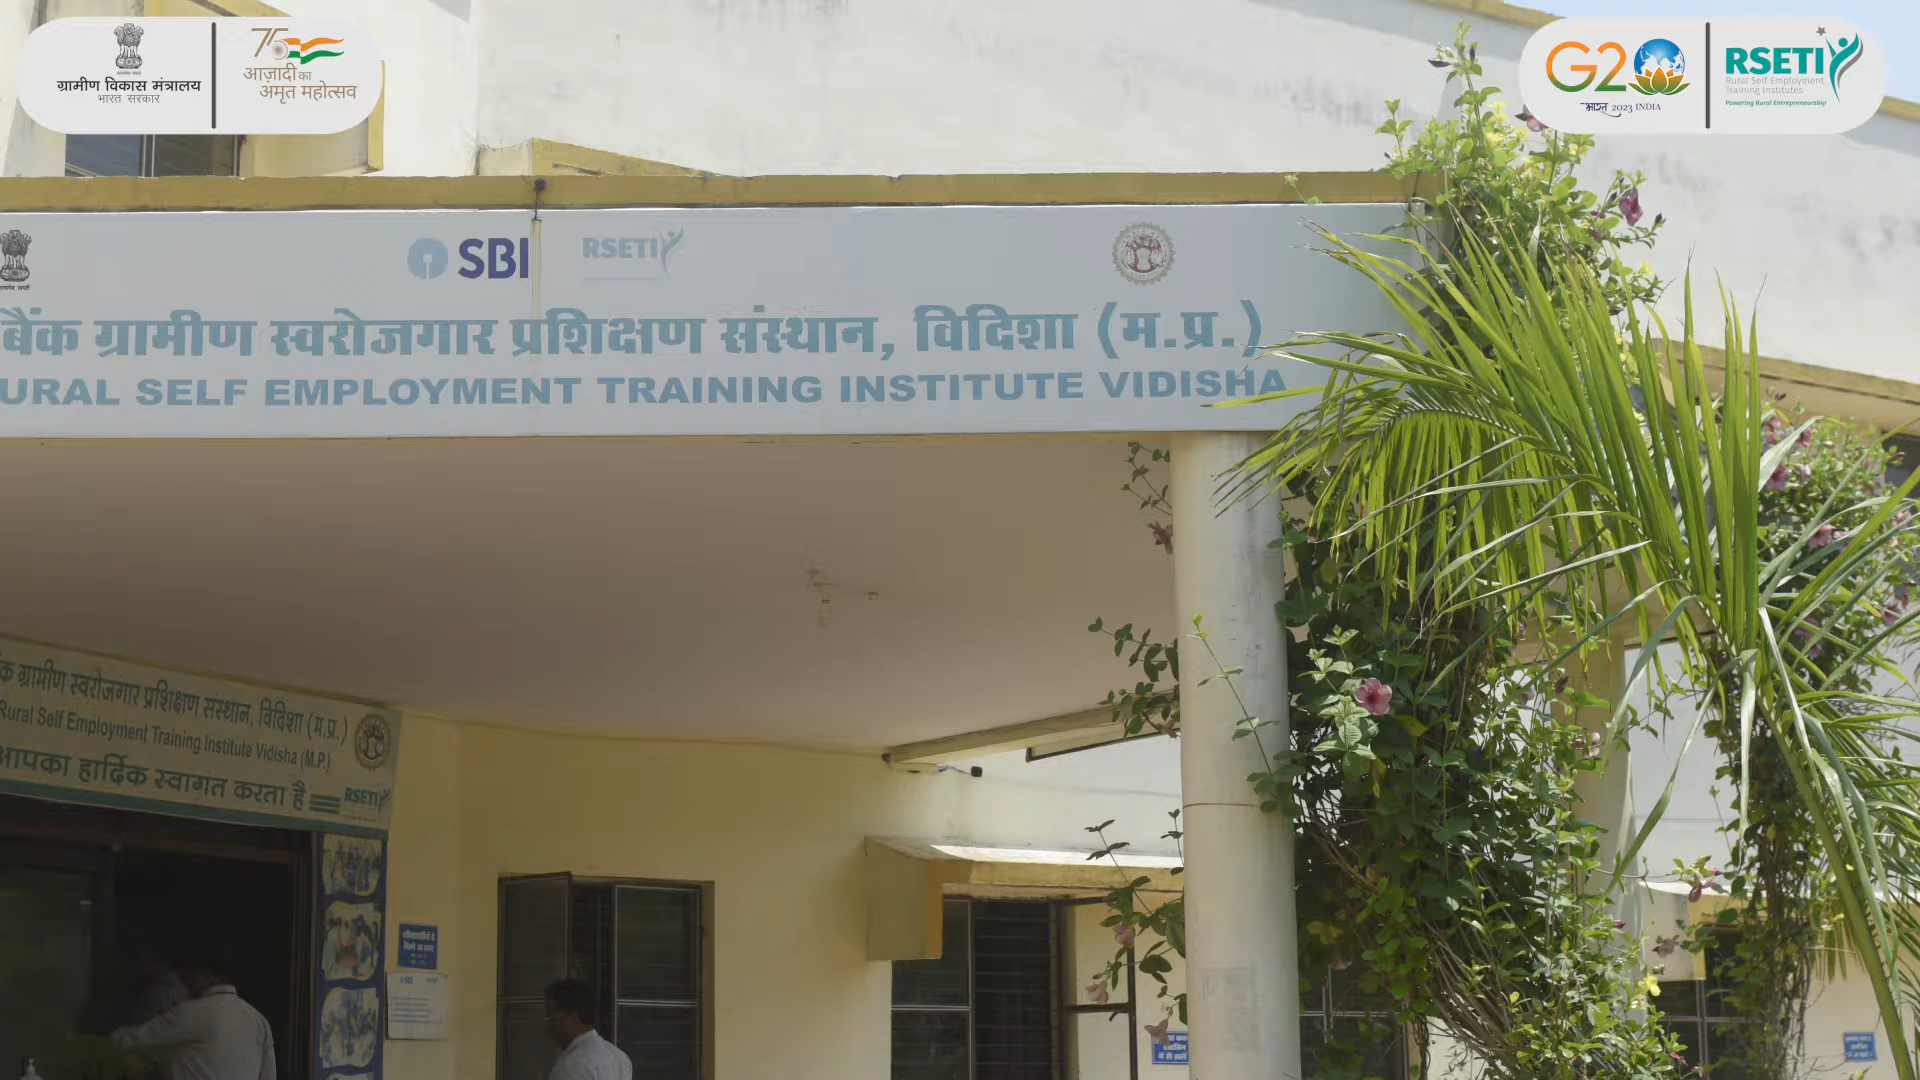 ग्रामीण विकास मंत्रालय
भारत सरकार
75
आज़ादी का
अमृत महोत्सव
G20
भारत 2023 INDIA
RSETI
Rural Self Employment
Training Institutes
Powering Rural Entrepreneurship
SBI
RSETI
बैंक ग्रामीण स्वरोजगार प्रशिक्षण संस्थान, विदिशा (म.प्र.)
URAL SELF EMPLOYMENT TRAINING INSTITUTE VIDISHA
क ग्रामीण स्वरोजगार प्रशिक्षण संस्थान, विदिशा (म.प्र.)
Rural Self Employment Training Institute Vidisha (M.P.)
आपका हार्दिक स्वागत करता है
RSETI
SBI